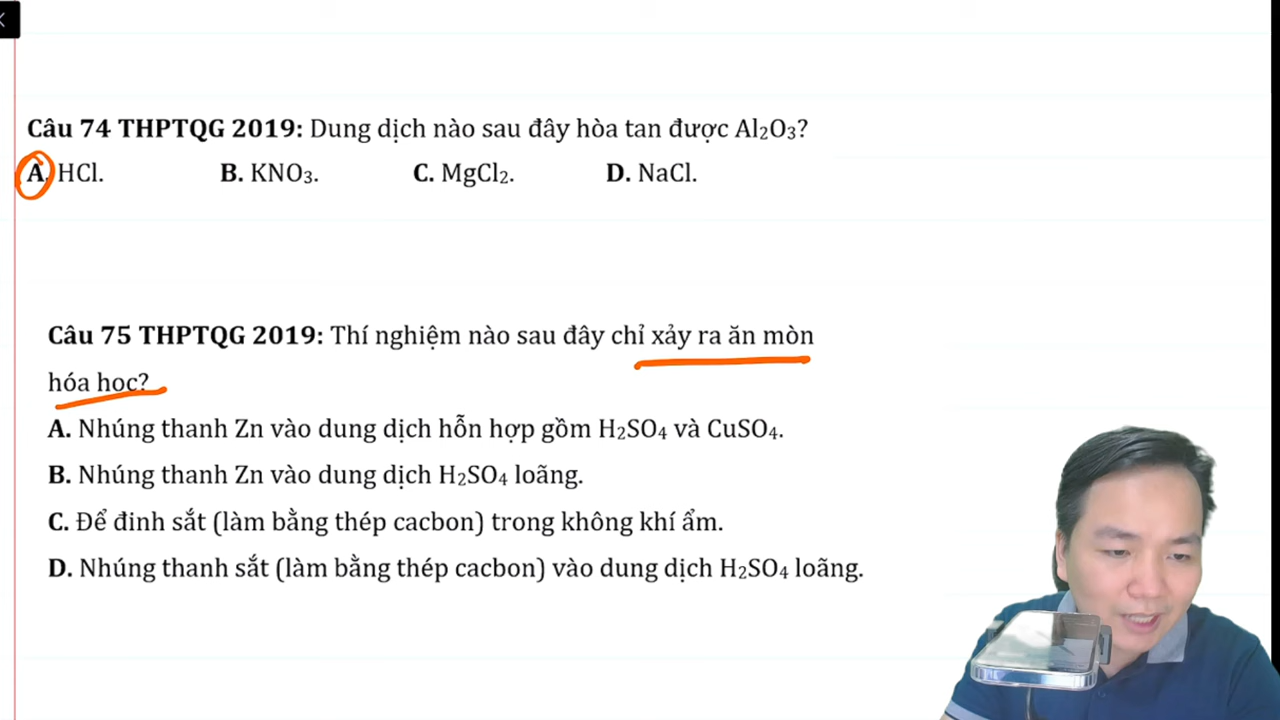 Câu 74 THPTQG 2019: Dung dịch nào sau đây hòa tan được Al₂O₃?
A. HCl. B. KNO₃. C. MgCl₂. D. NaCl.
Câu 75 THPTQG 2019: Thí nghiệm nào sau đây chỉ xảy ra ăn mòn
hóa học?
A. Nhúng thanh Zn vào dung dịch hỗn hợp gồm H₂SO₄ và CuSO₄.
B. Nhúng thanh Zn vào dung dịch H₂SO₄ loãng.
C. Để đinh sắt (làm bằng thép cacbon) trong không khí ẩm.
D. Nhúng thanh sắt (làm bằng thép cacbon) vào dung dịch H₂SO₄ loãng.